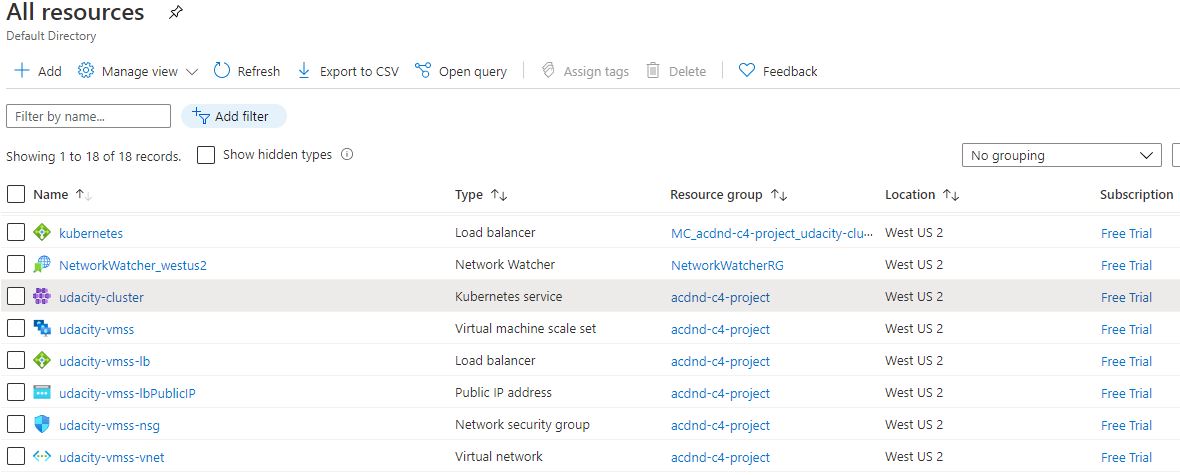 All resources
Default Directory
Add Manage view Refresh Export to CSV Open query Assign tags Delete Feedback
Filter by name... Add filter
Showing 1 to 18 of 18 records. Show hidden types No grouping
Name Type Resource group Location Subscription
kubernetes Load balancer MC_acdnd-c4-project_udacity-clu... West US 2 Free Trial
NetworkWatcher_westus2 Network Watcher NetworkWatcherRG West US 2 Free Trial
udacity-cluster Kubernetes service acdnd-c4-project West US 2 Free Trial
udacity-vmss Virtual machine scale set acdnd-c4-project West US 2 Free Trial
udacity-vmss-lb Load balancer acdnd-c4-project West US 2 Free Trial
udacity-vmss-lbPublicIP Public IP address acdnd-c4-project West US 2 Free Trial
udacity-vmss-nsg Network security group acdnd-c4-project West US 2 Free Trial
udacity-vmss-vnet Virtual network acdnd-c4-project West US 2 Free Trial